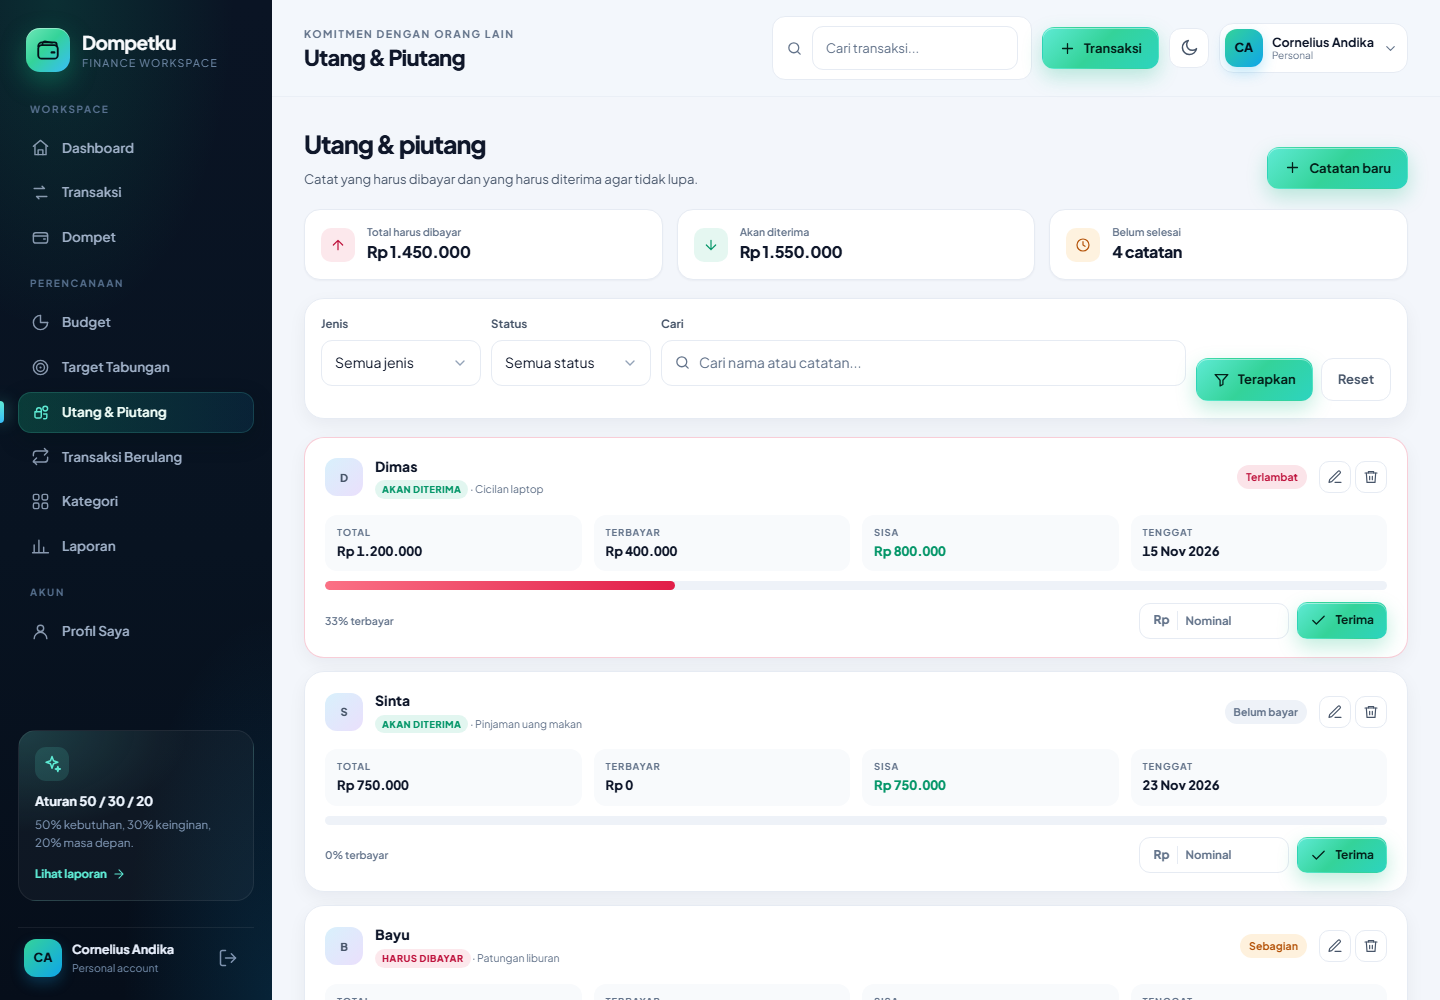 Dompetku
FINANCE WORKSPACE
WORKSPACE
Dashboard
Transaksi
Dompet
PERENCANAAN
Budget
Target Tabungan
Utang & Piutang
Transaksi Berulang
Kategori
Laporan
AKUN
Profil Saya
Aturan 50 / 30 / 20
50% kebutuhan, 30% keinginan,
20% masa depan.
Lihat laporan
CA
Cornelius Andika
Personal account
KOMITMEN DENGAN ORANG LAIN
Utang & Piutang
Cari transaksi...
Transaksi
CA
Cornelius Andika
Personal
Utang & piutang
Catat yang harus dibayar dan yang harus diterima agar tidak lupa.
Catatan baru
Total harus dibayar
Rp 1.450.000
Akan diterima
Rp 1.550.000
Belum selesai
4 catatan
Jenis
Status
Cari
Semua jenis
Semua status
Cari nama atau catatan...
Terapkan
Reset
D
Dimas
AKAN DITERIMA · Cicilan laptop
Terlambat
TOTAL
Rp 1.200.000
TERBAYAR
Rp 400.000
SISA
Rp 800.000
TENGGAT
15 Nov 2026
33% terbayar
Rp Nominal
Terima
S
Sinta
AKAN DITERIMA · Pinjaman uang makan
Belum bayar
TOTAL
Rp 750.000
TERBAYAR
Rp 0
SISA
Rp 750.000
TENGGAT
23 Nov 2026
0% terbayar
Rp Nominal
Terima
B
Bayu
HARUS DIBAYAR · Patungan liburan
Sebagian
TOTAL
TERBAYAR
SISA
TENGGAT